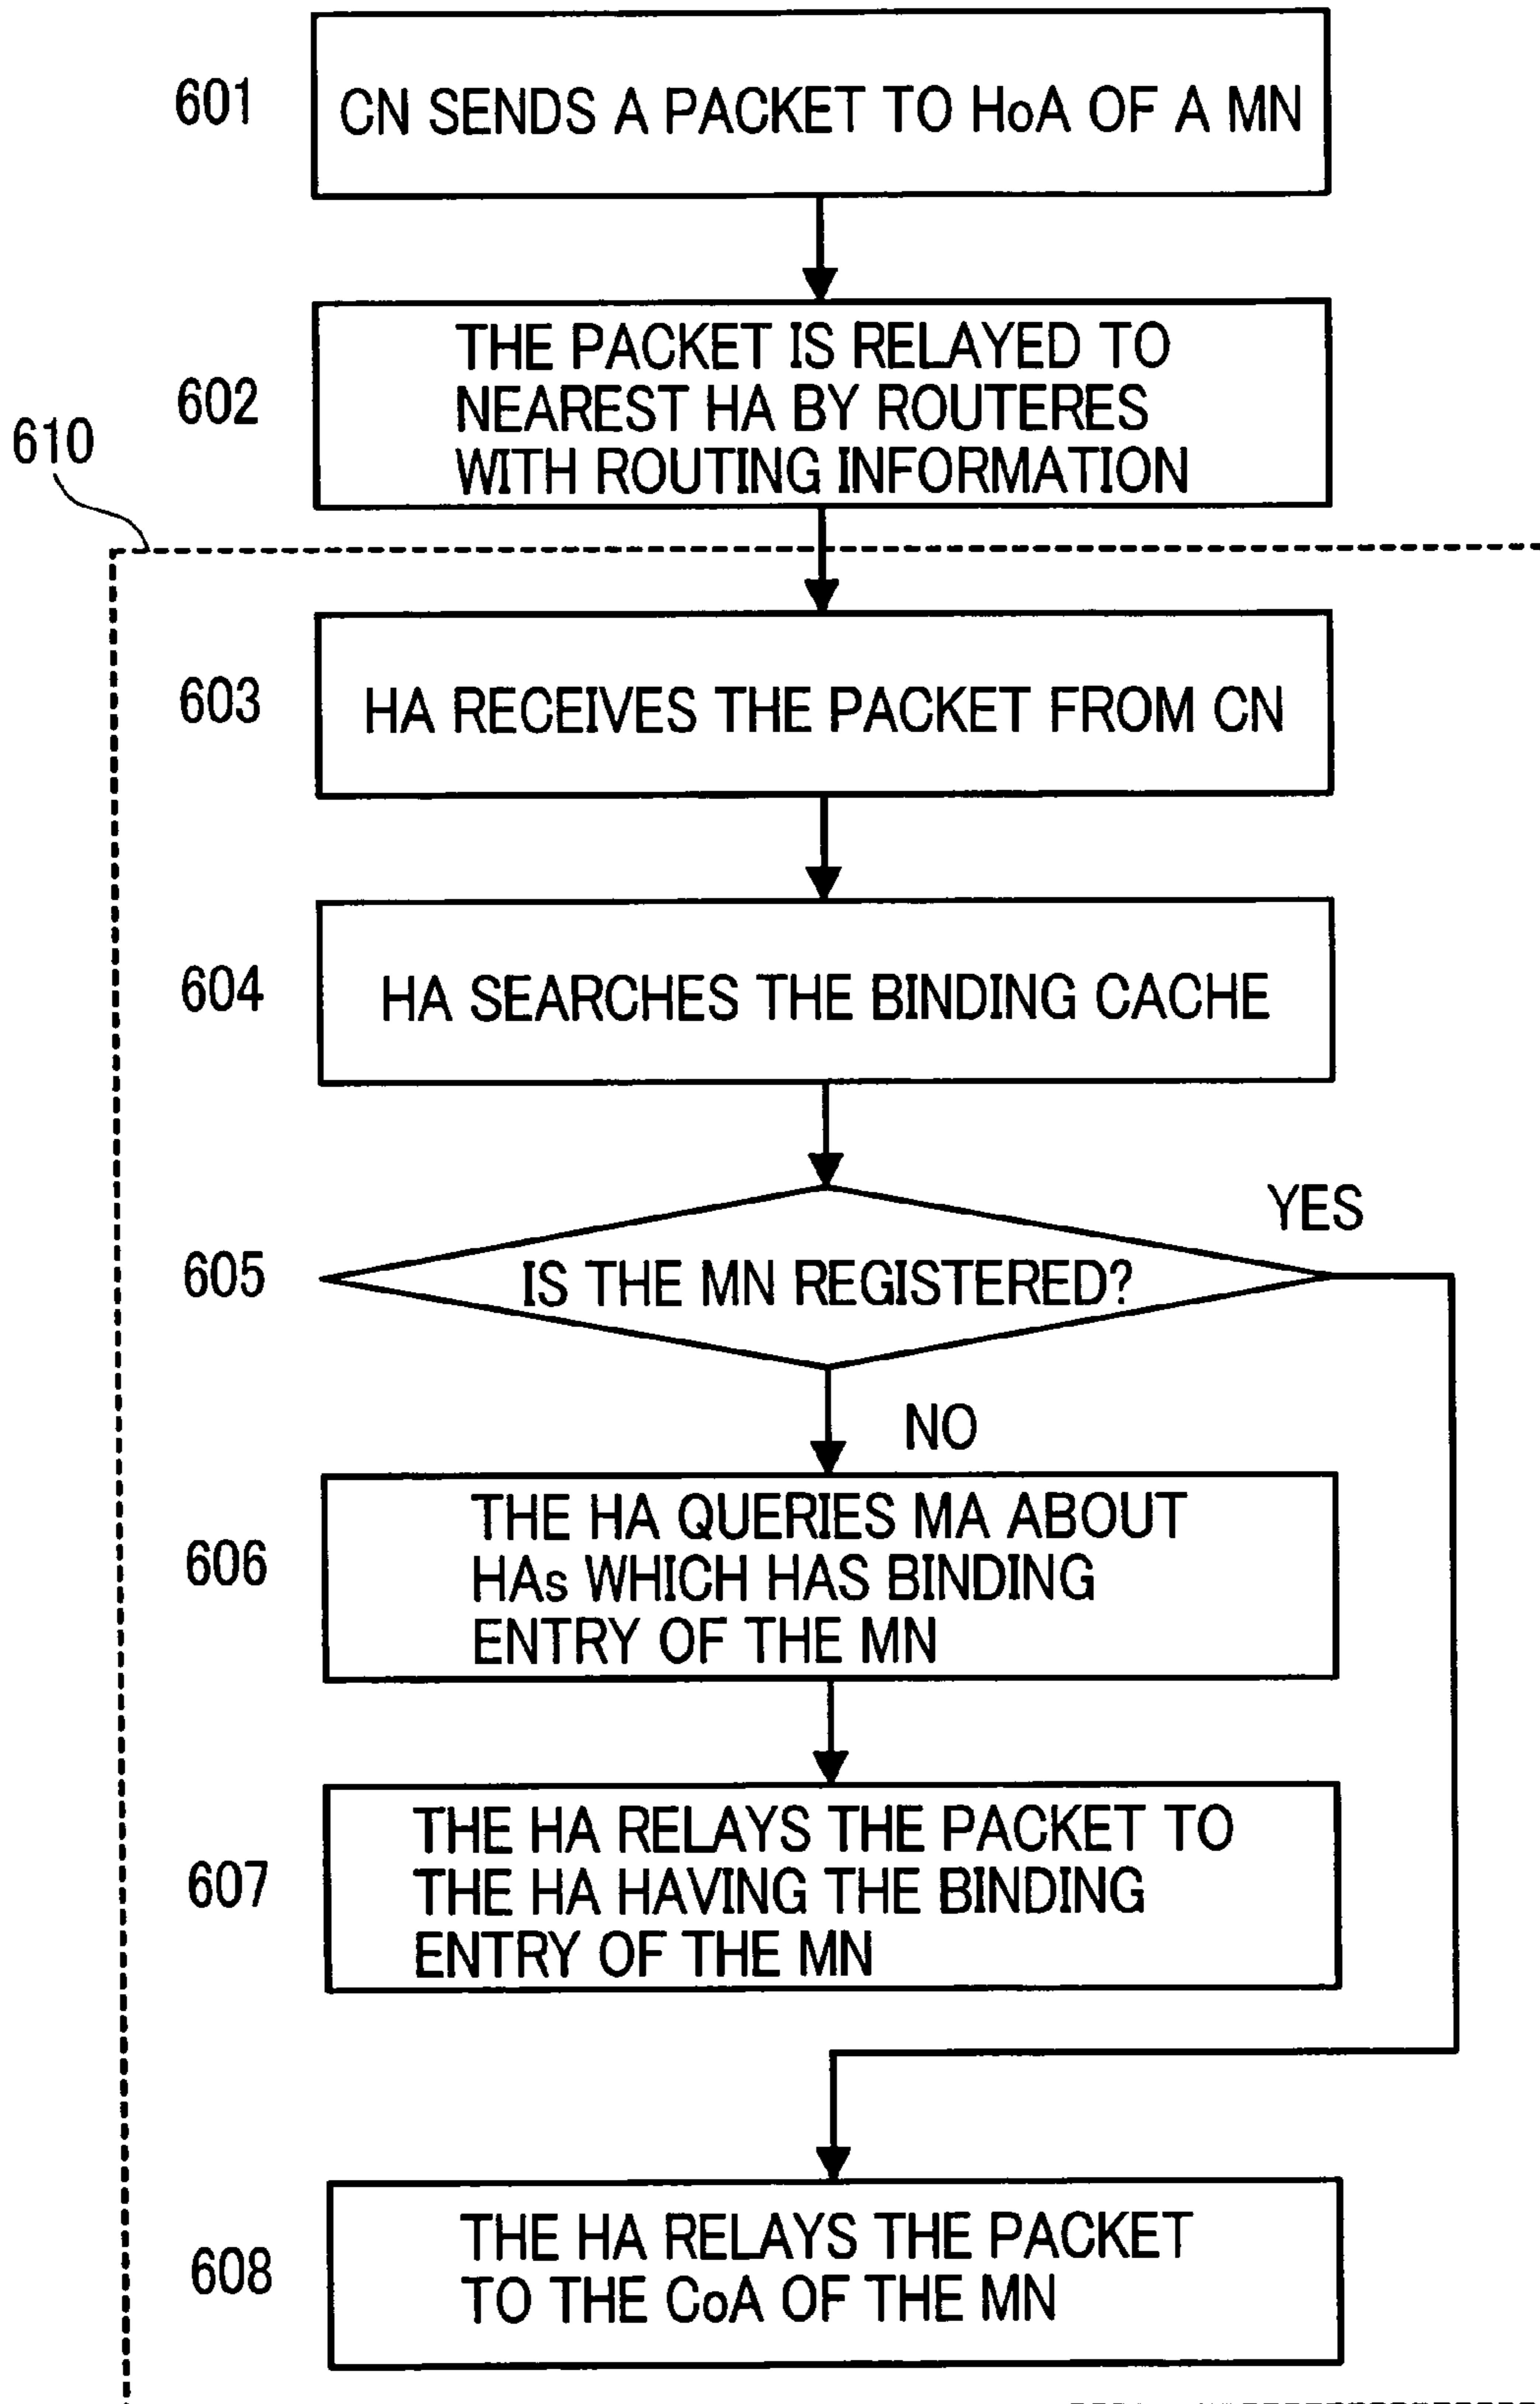 601
CN SENDS A PACKET TO HoA OF A MN
602
THE PACKET IS RELAYED TO
NEAREST HA BY ROUTERES
WITH ROUTING INFORMATION
610
603
HA RECEIVES THE PACKET FROM CN
604
HA SEARCHES THE BINDING CACHE
YES
605
IS THE MN REGISTERED?
NO
606
THE HA QUERIES MA ABOUT
HAs WHICH HAS BINDING
ENTRY OF THE MN
607
THE HA RELAYS THE PACKET TO
THE HA HAVING THE BINDING
ENTRY OF THE MN
608
THE HA RELAYS THE PACKET
TO THE CoA OF THE MN